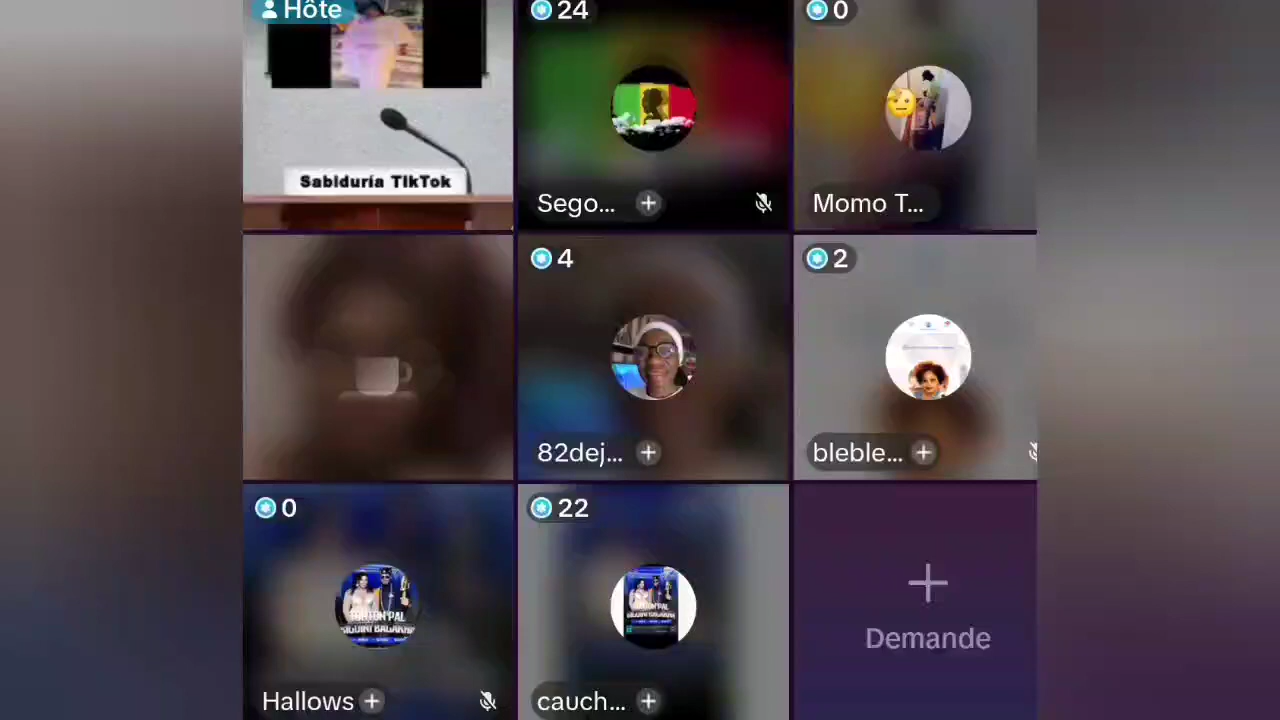 Hôte
24
0
Sabiduría TikTok
Sego...
Momo T...
4
2
82dej...
bleble...
0
22
Hallows
cauch...
Demande